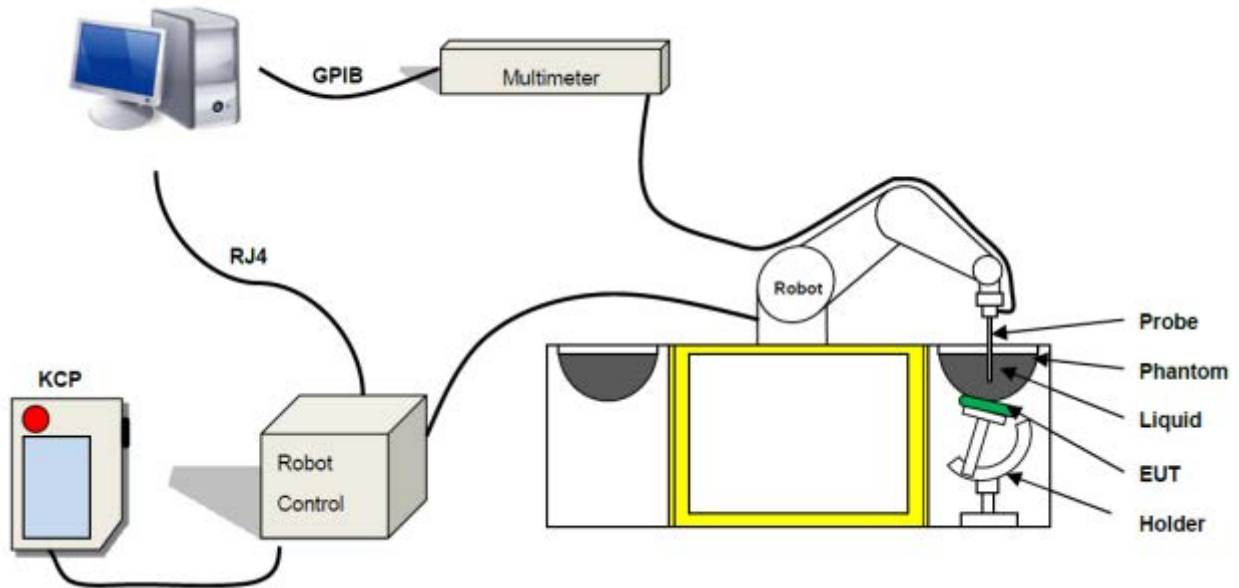 GPIB
Multimeter
RJ4
Robot
Probe
Phantom
KCP
Liquid
Robot
Control
EUT
Holder